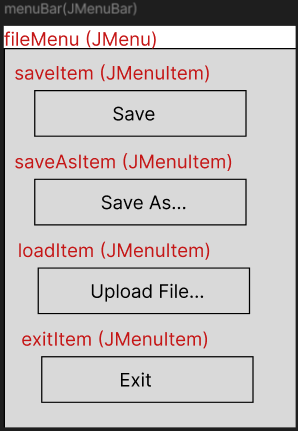 menuBar(JMenuBar)
fileMenu (JMenu)
saveItem (JMenuItem)
Save
saveAsItem (JMenuItem)
Save As...
loadItem (JMenuItem)
Upload File...
exitItem (JMenuItem)
Exit